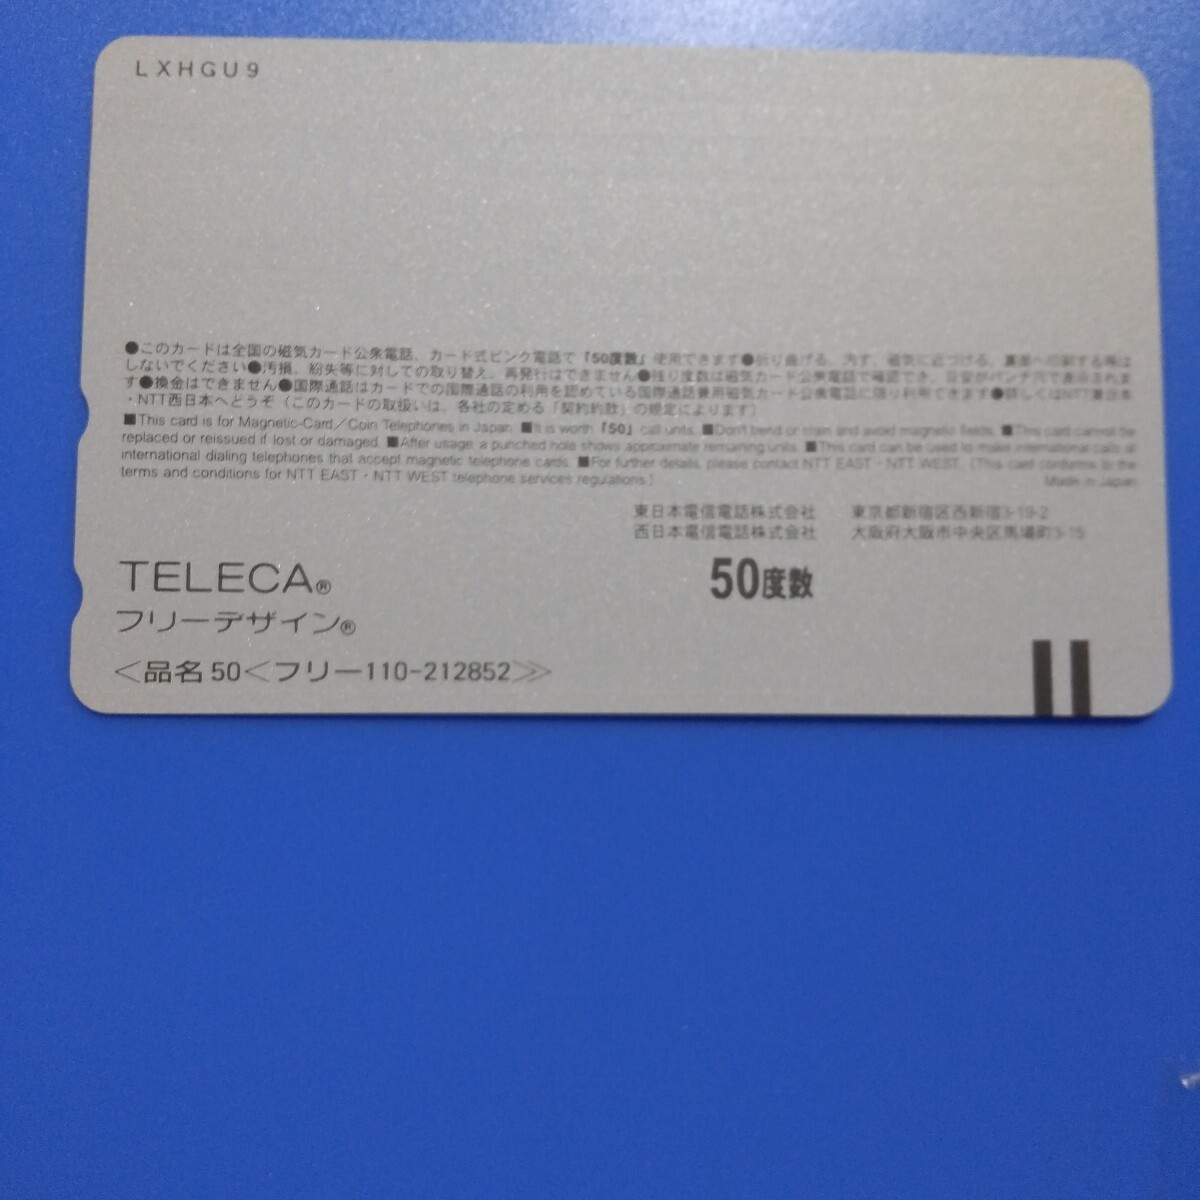 LXHGU9
●このカードは全国の磁気カード公衆電話、カード式ピンク電話で「50度数」使用できます●折り曲げる、汚す、磁気に近づける、裏面への印刷する等は
しないでください●汚損、紛失等に対しての取り替え、再発行はできません●残り度数は磁気カード公衆電話で確認でき、目安がパンチ穴で表示されま
す●換金はできません●国際通話はカードでの国際通話の利用を認めている国際通話兼用磁気カード公衆電話に限り利用できます●詳しくはNTT東日本
・NTT西日本へどうぞ(このカードの取扱いは、各社の定める「契約約款」の規定によります)
■This card is for Magnetic-Card/Coin Telephones in Japan. ■It is worth「50」call units. ■Don't bend or stain and avoid magnetic fields. ■This card cannot be
replaced or reissued if lost or damaged. ■After usage a punched hole shows approximate remaining units. ■This card can be used to make international calls at
international dialing telephones that accept magnetic telephone cards. ■For further details, please contact NTT EAST・NTT WEST. (This card conforms to the
terms and conditions for NTT EAST・NTT WEST telephone services regulations.)
Made in Japan
東日本電信電話株式会社 東京都新宿区西新宿3-19-2
西日本電信電話株式会社 大阪府大阪市中央区馬場町3-15
TELECA®
50度数
フリーデザイン®
<品名50<フリー110-212852≫